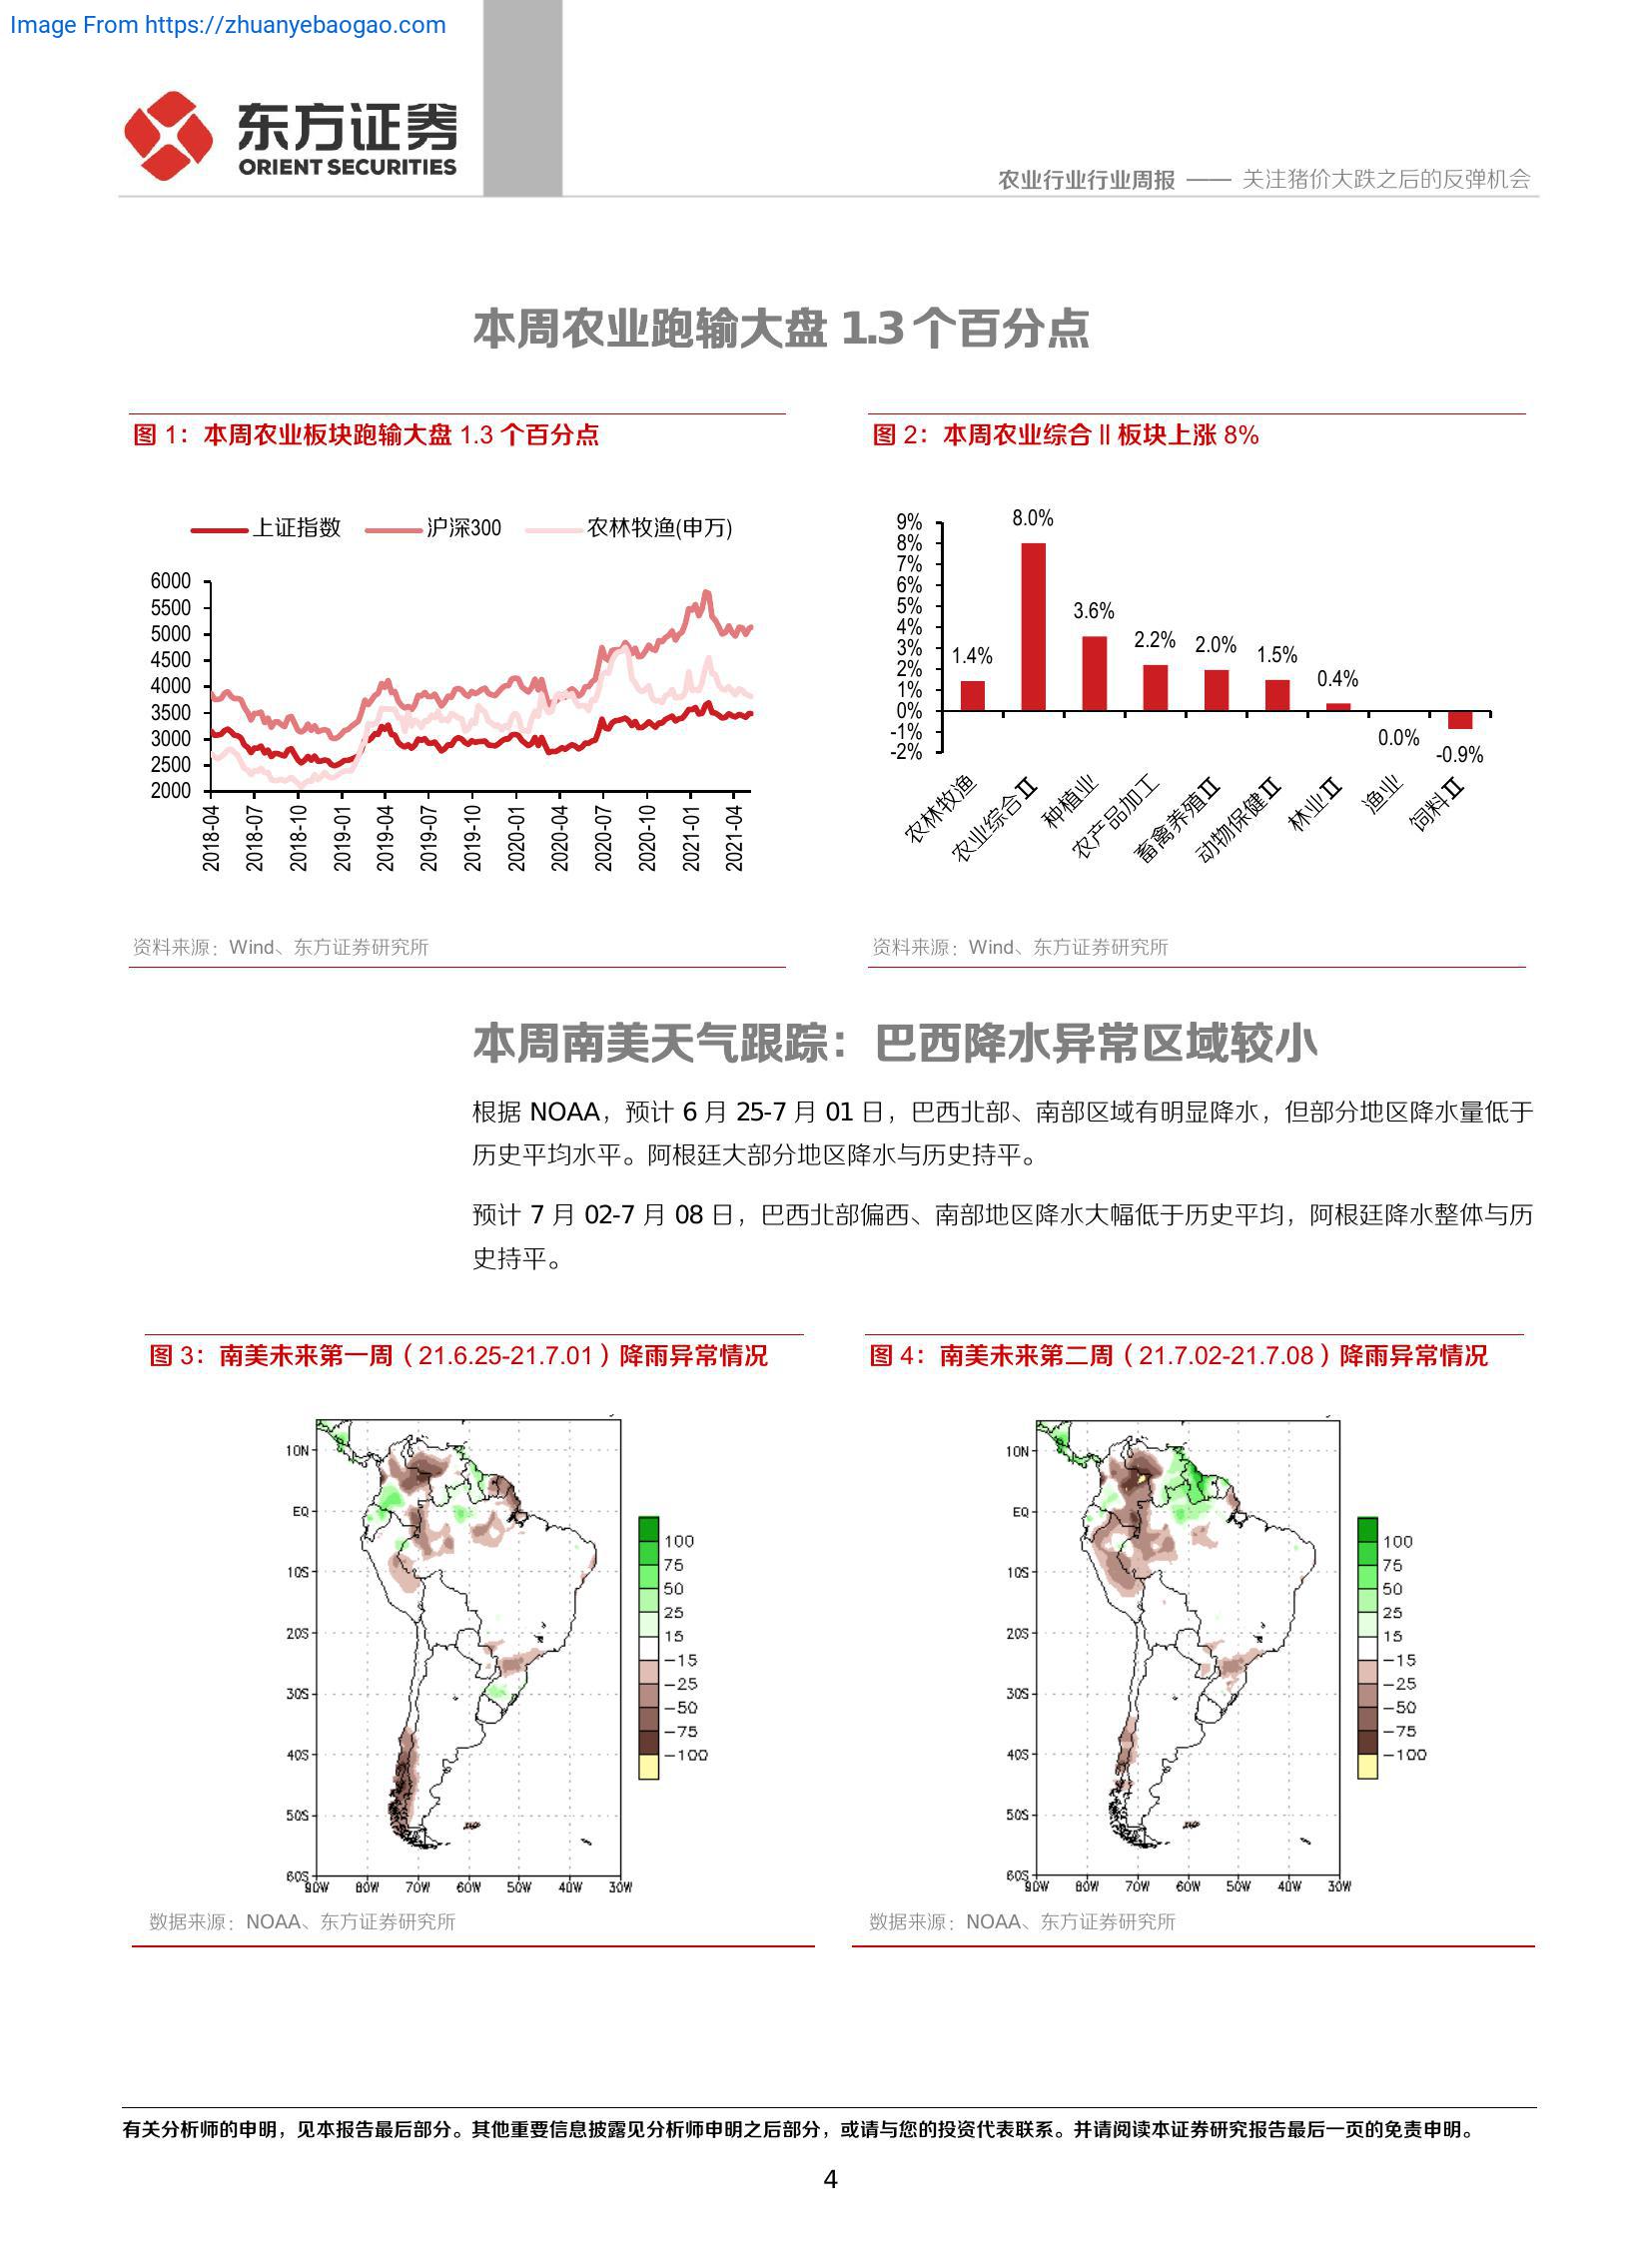 Image From https://zhuanyebaogao.com
东方证券
ORIENT SECURITIES
农业行业行业周报 —— 关注猪价大跌之后的反弹机会
本周农业跑输大盘 1.3 个百分点
图 1：本周农业板块跑输大盘 1.3 个百分点
上证指数 沪深300 农林牧渔(申万)
6000
5500
5000
4500
4000
3500
3000
2500
2000
2018-04 2018-07 2018-10 2019-01 2019-04 2019-07 2019-10 2020-01 2020-04 2020-07 2020-10 2021-01 2021-04
资料来源：Wind、东方证券研究所
图 2：本周农业综合Ⅱ板块上涨 8%
9%
8%
7%
6%
5%
4%
3%
2%
1%
0%
-1%
-2%
1.4% 8.0% 3.6% 2.2% 2.0% 1.5% 0.4% 0.0% -0.9%
农林牧渔 农业综合Ⅱ 种植业 农产品加工 畜禽养殖Ⅱ 动物保健Ⅱ 林业Ⅱ 渔业 饲料Ⅱ
资料来源：Wind、东方证券研究所
本周南美天气跟踪：巴西降水异常区域较小
根据 NOAA，预计 6 月 25-7 月 01 日，巴西北部、南部区域有明显降水，但部分地区降水量低于
历史平均水平。阿根廷大部分地区降水与历史持平。
预计 7 月 02-7 月 08 日，巴西北部偏西、南部地区降水大幅低于历史平均，阿根廷降水整体与历
史持平。
图 3：南美未来第一周（21.6.25-21.7.01）降雨异常情况
10N
EQ
10S
20S
30S
40S
50S
60S
90W 80W 70W 60W 50W 40W 30W
100
75
50
25
15
-15
-25
-50
-75
-100
数据来源：NOAA、东方证券研究所
图 4：南美未来第二周（21.7.02-21.7.08）降雨异常情况
10N
EQ
10S
20S
30S
40S
50S
60S
90W 80W 70W 60W 50W 40W 30W
100
75
50
25
15
-15
-25
-50
-75
-100
数据来源：NOAA、东方证券研究所
有关分析师的申明，见本报告最后部分。其他重要信息披露见分析师申明之后部分，或请与您的投资代表联系。并请阅读本证券研究报告最后一页的免责申明。
4